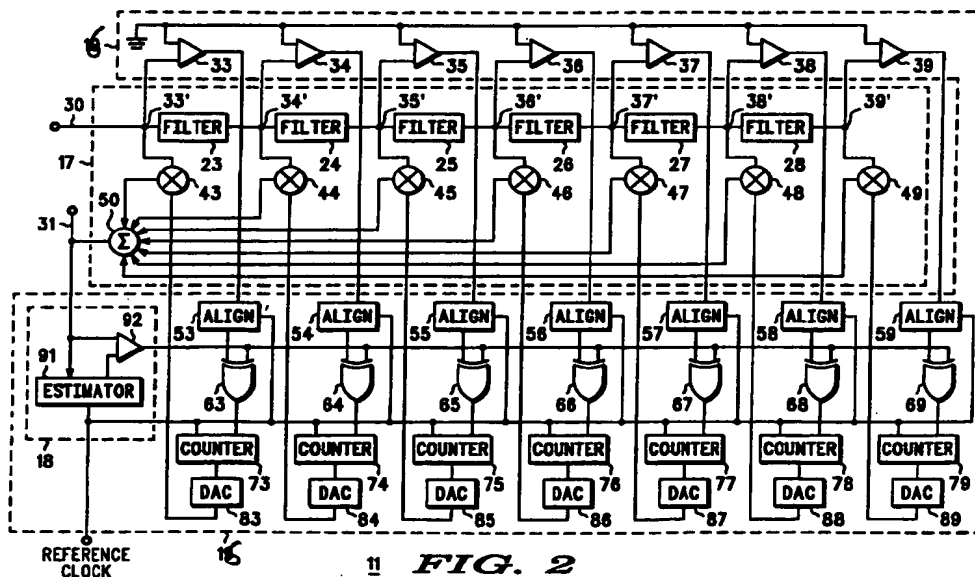 16
33 34 35 36 37 38 39
30 33' 34' 35' 36' 37' 38' 39'
FILTER FILTER FILTER FILTER FILTER FILTER
17 23 24 25 26 27 28
43 44 45 46 47 48 49
50
31 Σ
92 53 ALIGN 54 ALIGN 55 ALIGN 56 ALIGN 57 ALIGN 58 ALIGN 59 ALIGN
91
ESTIMATOR
63 64 65 66 67 68 69
18
COUNTER COUNTER COUNTER COUNTER COUNTER COUNTER COUNTER
73 74 75 76 77 78 79
DAC DAC DAC DAC DAC DAC DAC
83 84 85 86 87 88 89
REFERENCE
CLOCK
11 FIG. 2